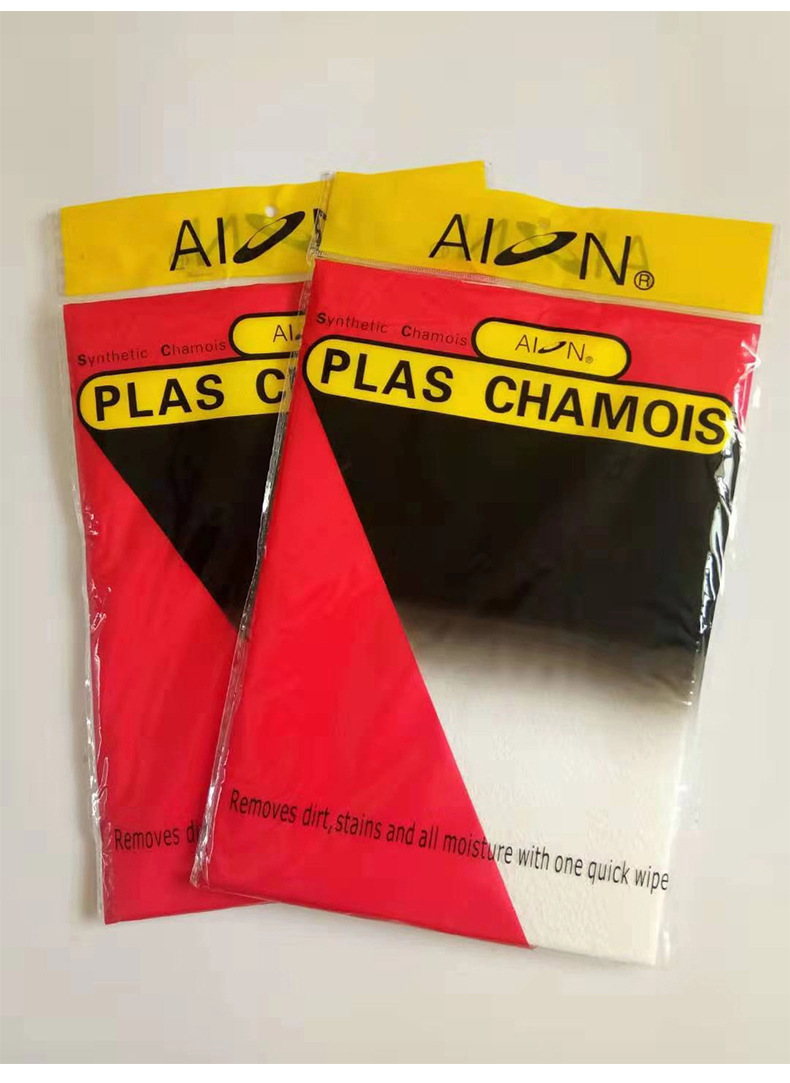 AION
AION®
Synthetic Chamois
AI
PLAS C
Synthetic Chamois
AION®
PLAS CHAMOIS
Removes
Removes dirt, stains and all moisture with one quick wipe